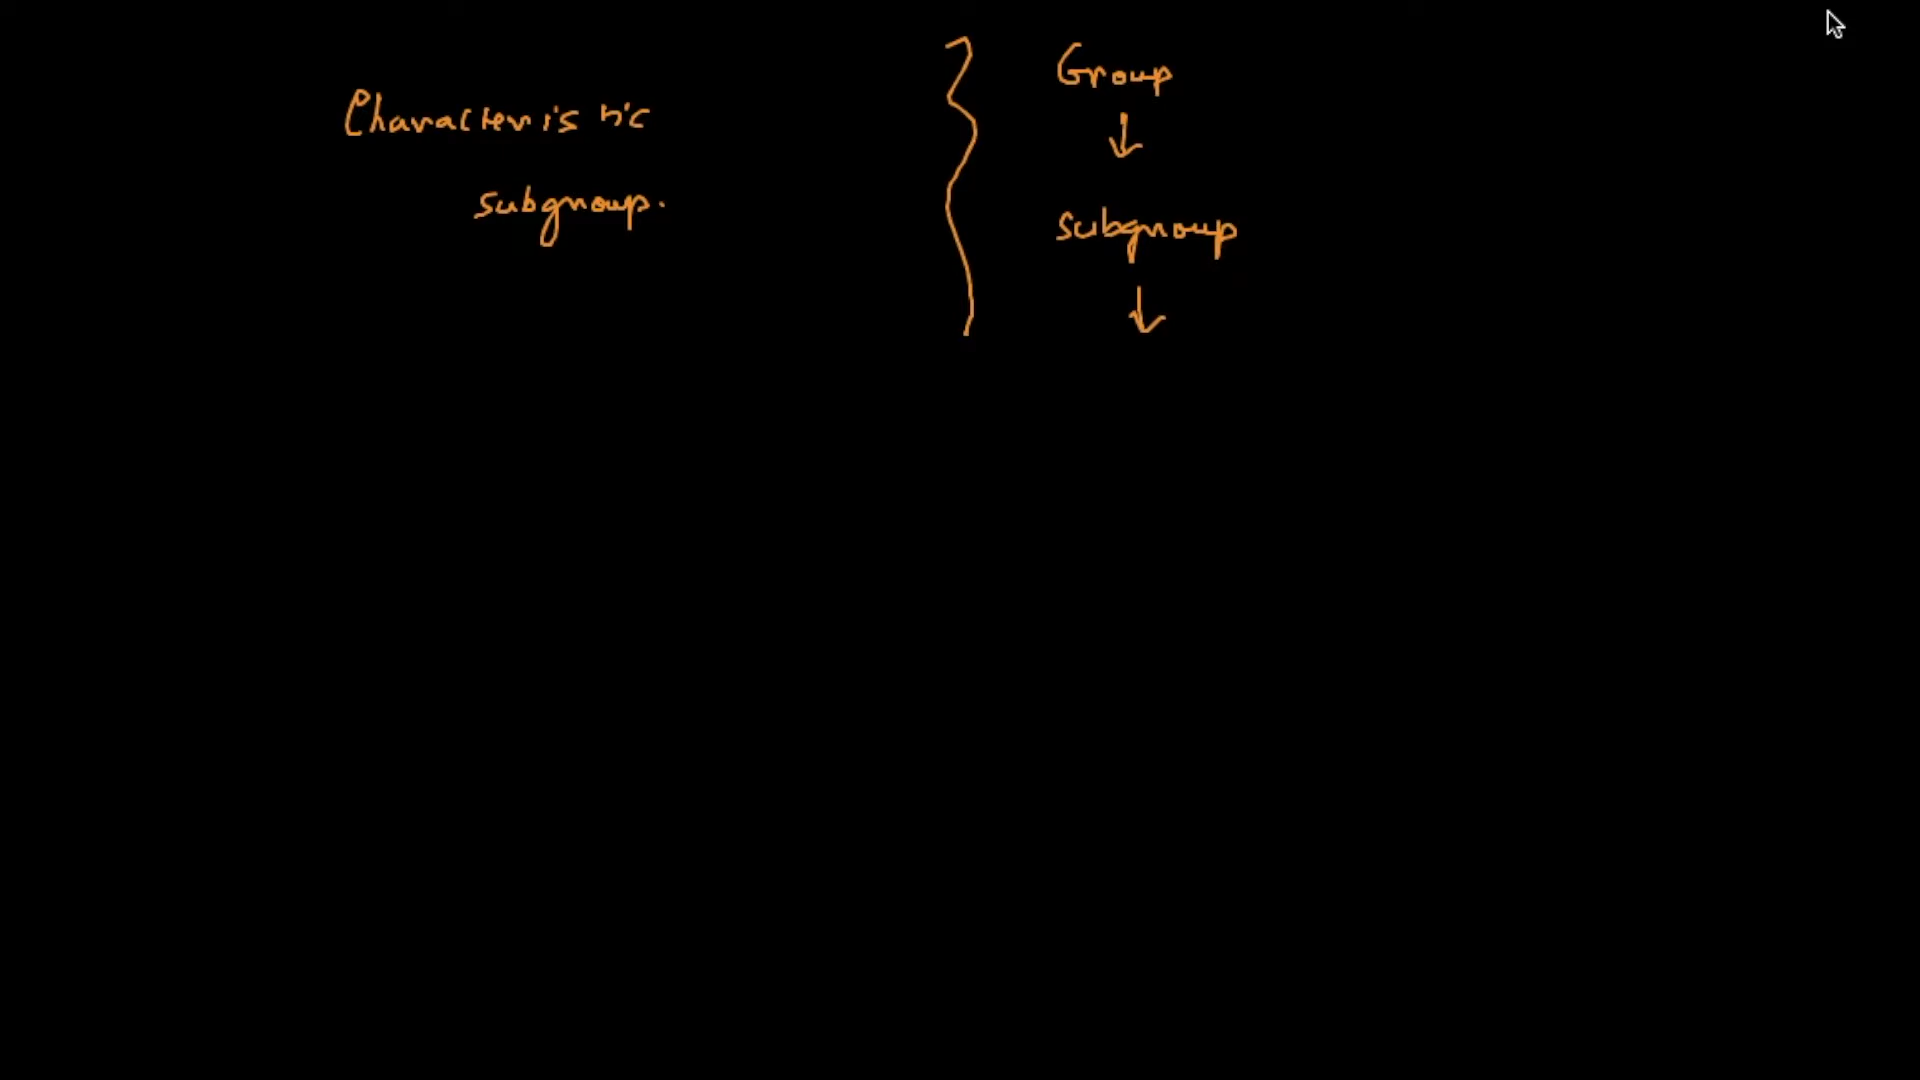 Characteristic
subgroup.
Group
↓
subgroup
↓